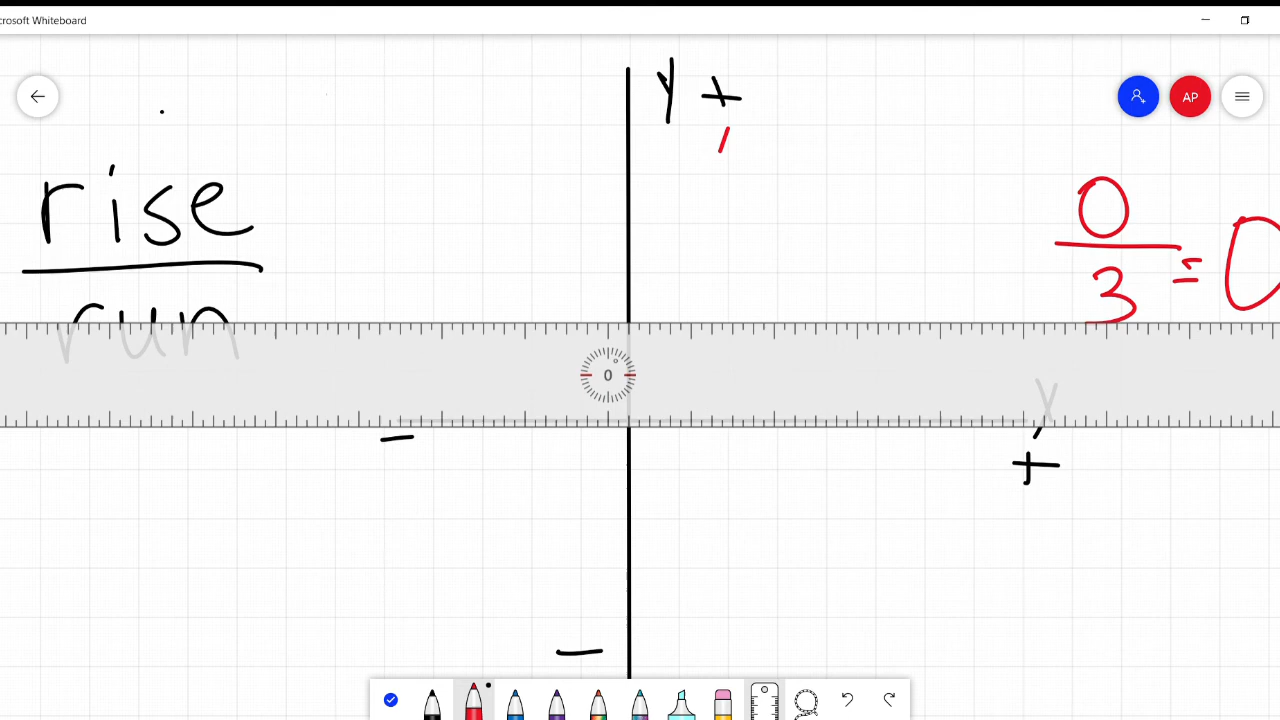 crosoft Whiteboard
y +
AP
rise
run
0
3
= 0
0
x
−
+
−